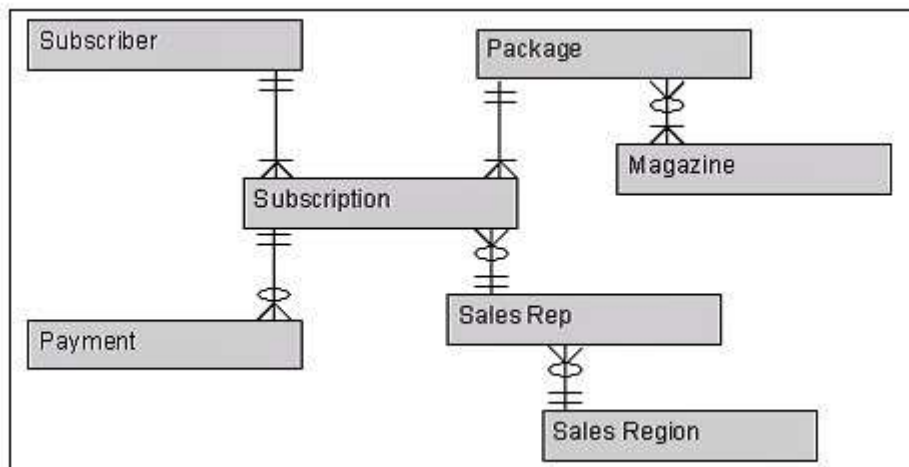 Subscriber
Package
Magazine
Subscription
Sales Rep
Payment
Sales Region